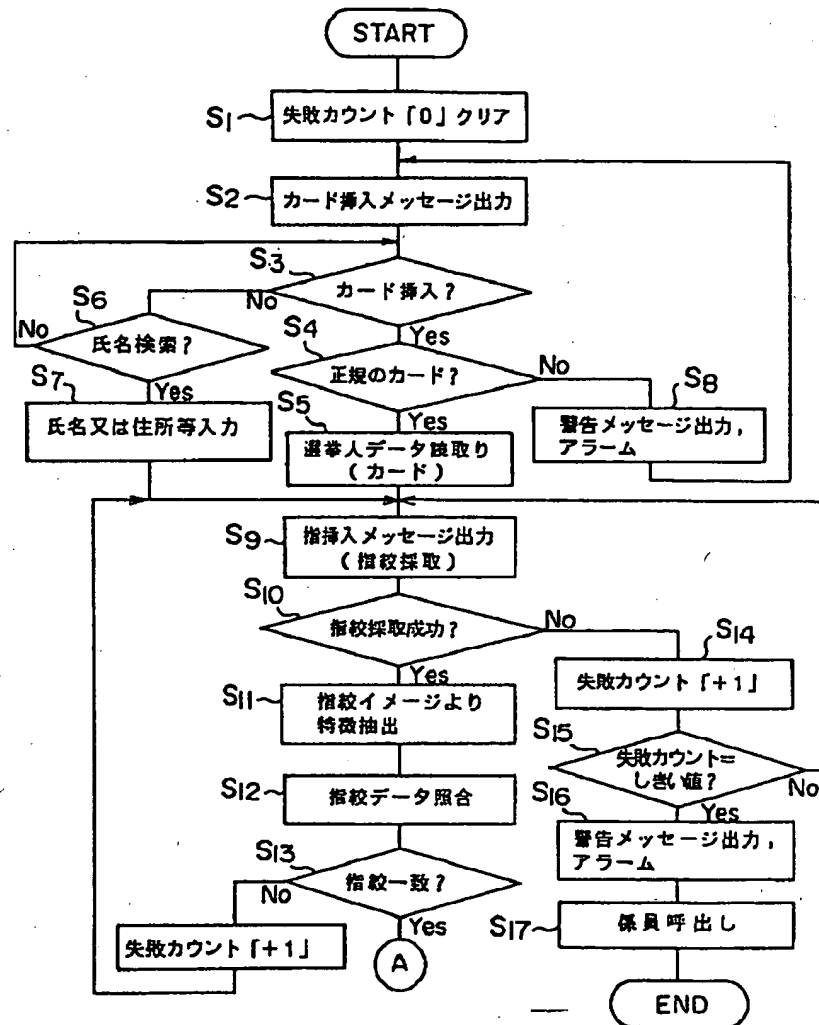 START
S1
失敗カウント「0」クリア
S2
カード挿入メッセージ出力
S3
カード挿入?
No
Yes
S6
氏名検索?
No
Yes
S4
正規のカード?
No
Yes
S7
氏名又は住所等入力
S5
選挙人データ読取り
(カード)
S8
警告メッセージ出力,
アラーム
S9
指挿入メッセージ出力
(指紋採取)
S10
指紋採取成功?
No
Yes
S11
指紋イメージより
特徴抽出
S14
失敗カウント「+1」
S12
指紋データ照合
S15
失敗カウント=
しきい値?
No
Yes
S13
指紋一致?
No
Yes
S16
警告メッセージ出力,
アラーム
失敗カウント「+1」
A
S17
係員呼出し
END